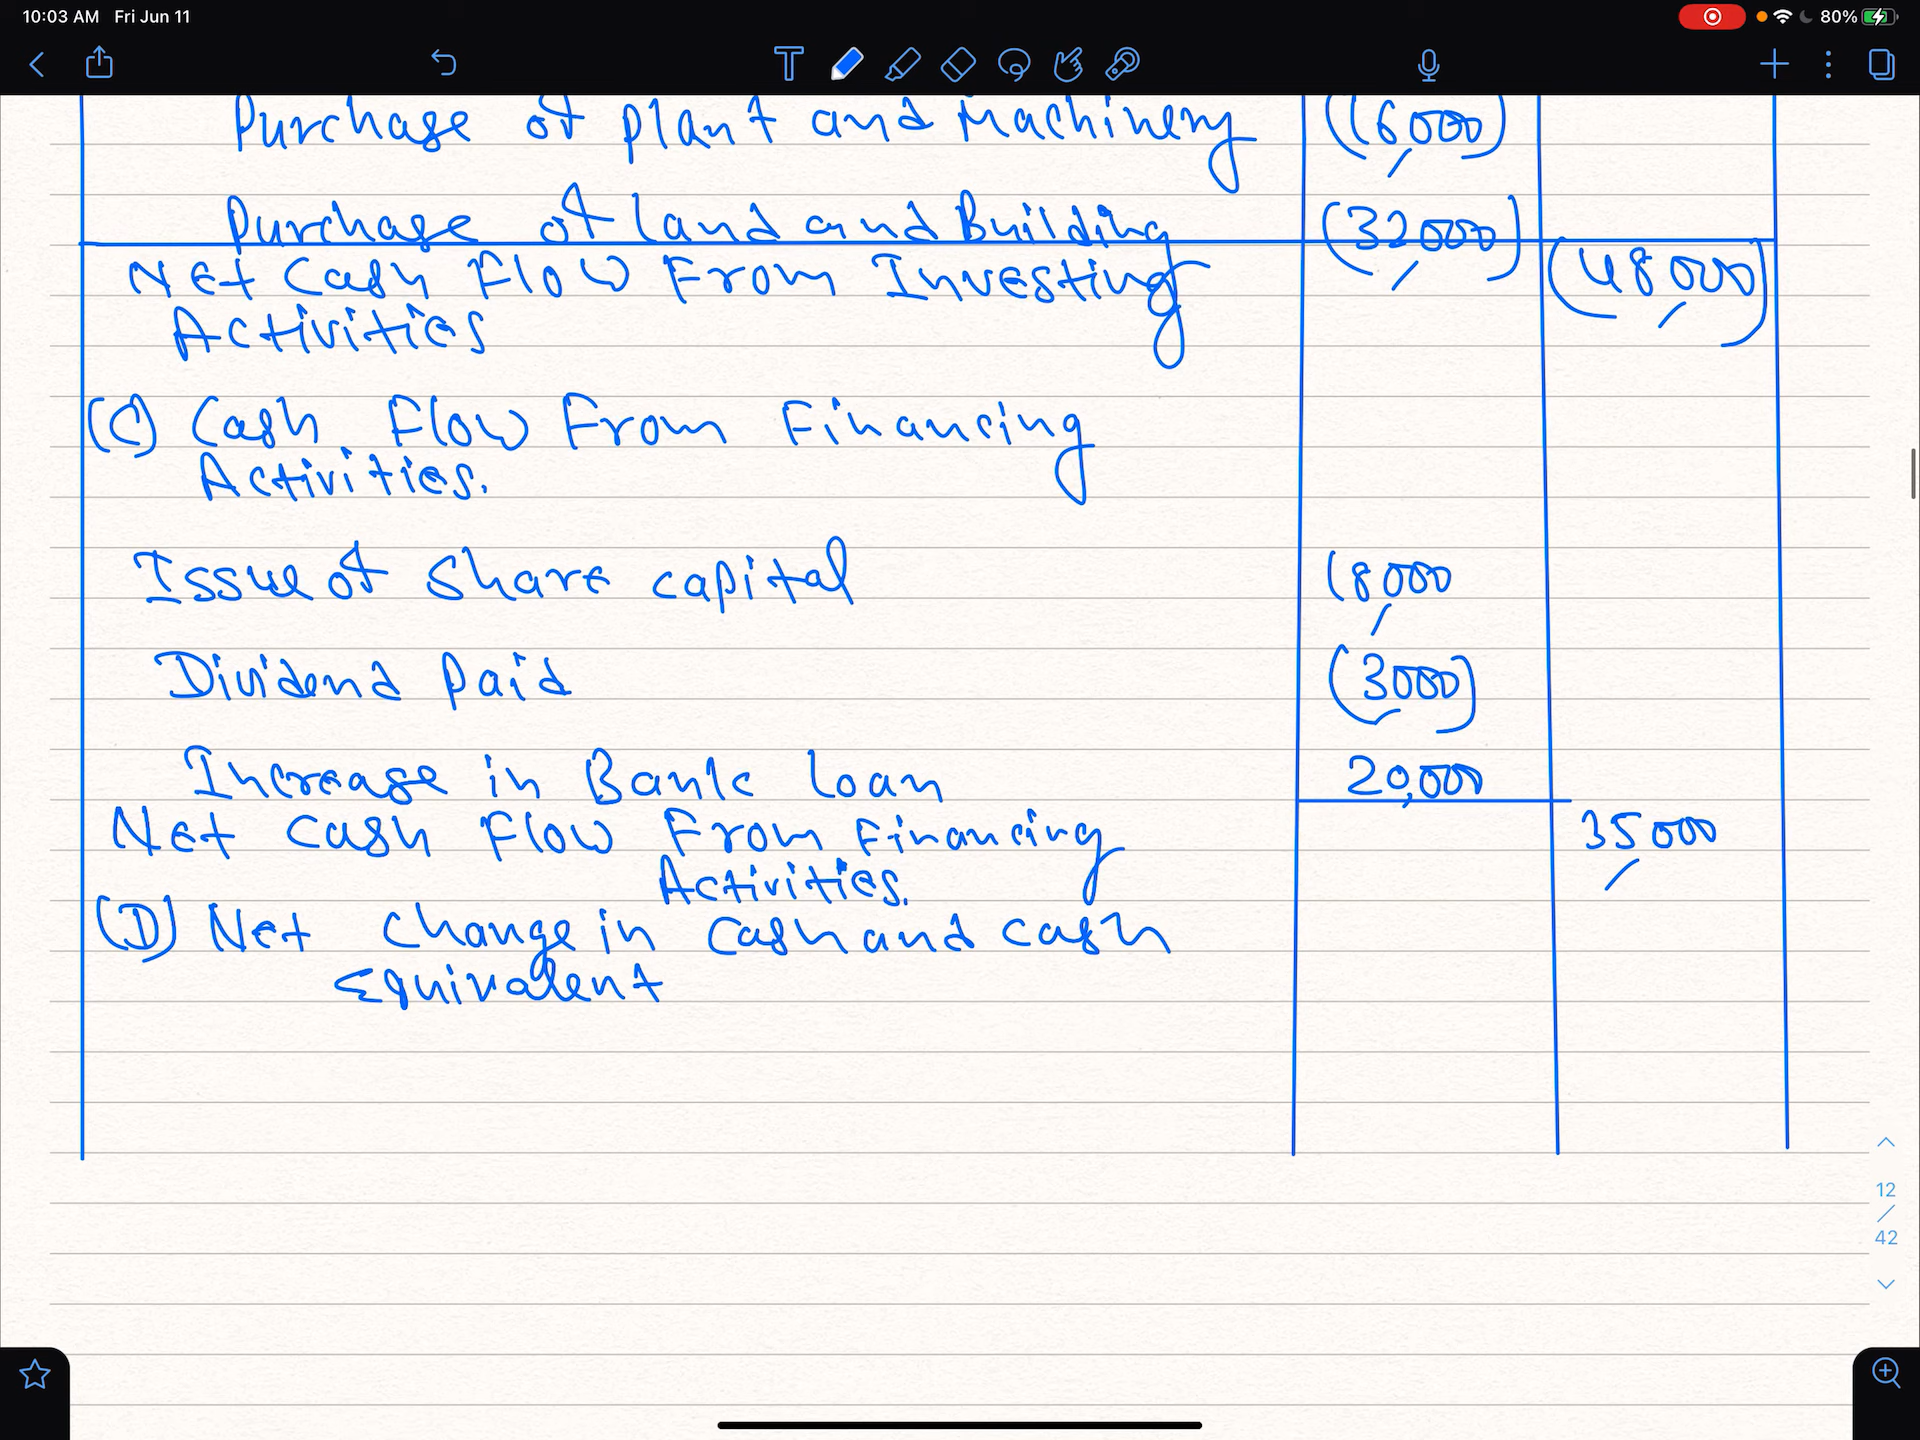 10:03 AM Fri Jun 11
80%
Purchase of plant and Machinery (16,000)
Purchase of land and Building (32,000)
Net Cash Flow From Investing (48,000)
Activities
(C) Cash Flow From Financing
Activities.
Issue of Share capital 18,000
Dividend paid (3,000)
Increase in Bank Loan 20,000
Net Cash Flow From Financing 35,000
Activities.
(D) Net Change in Cash and cash
Equivalent
12
/
42